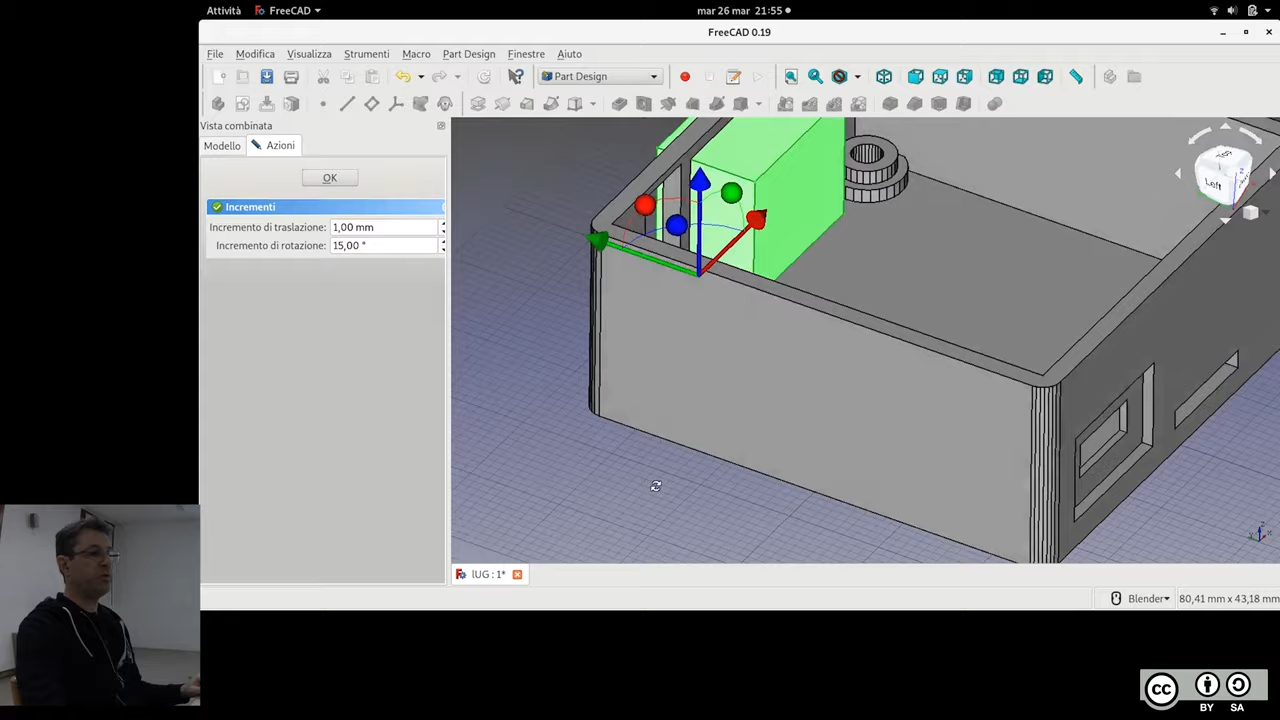 Attività
FreeCAD
mar 26 mar 21:55
FreeCAD 0.19
File Modifica Visualizza Strumenti Macro Part Design Finestre Aiuto
Part Design
Vista combinata
Modello Azioni
OK
Incrementi
Incremento di traslazione: 1,00 mm
Incremento di rotazione: 15,00 °
Left
lUG : 1*
Blender
80,41 mm x 43,18 mm
CC
BY SA